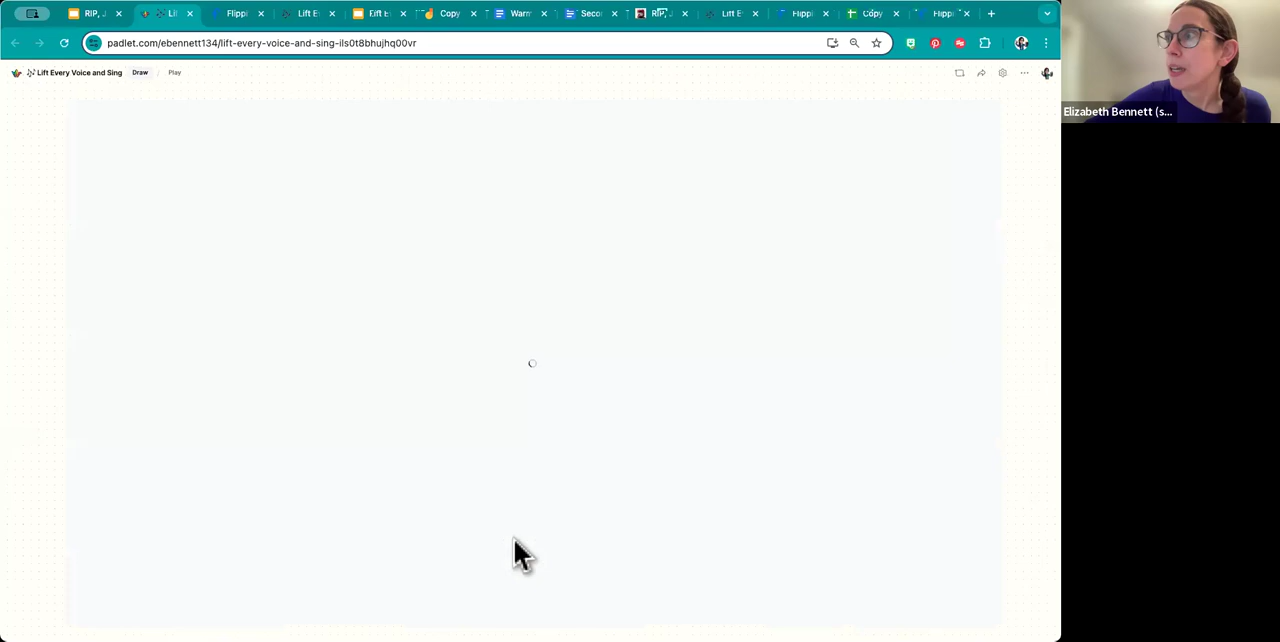 RIP, J
Lif
Flippi
Lift E
Copy
Warm
Secon
RIP, J
Lift E
Flippi
Copy
Flippi
padlet.com/ebennett134/lift-every-voice-and-sing-ils0t8bhujhq00vr
Lift Every Voice and Sing Draw / Play
Elizabeth Bennett (s...